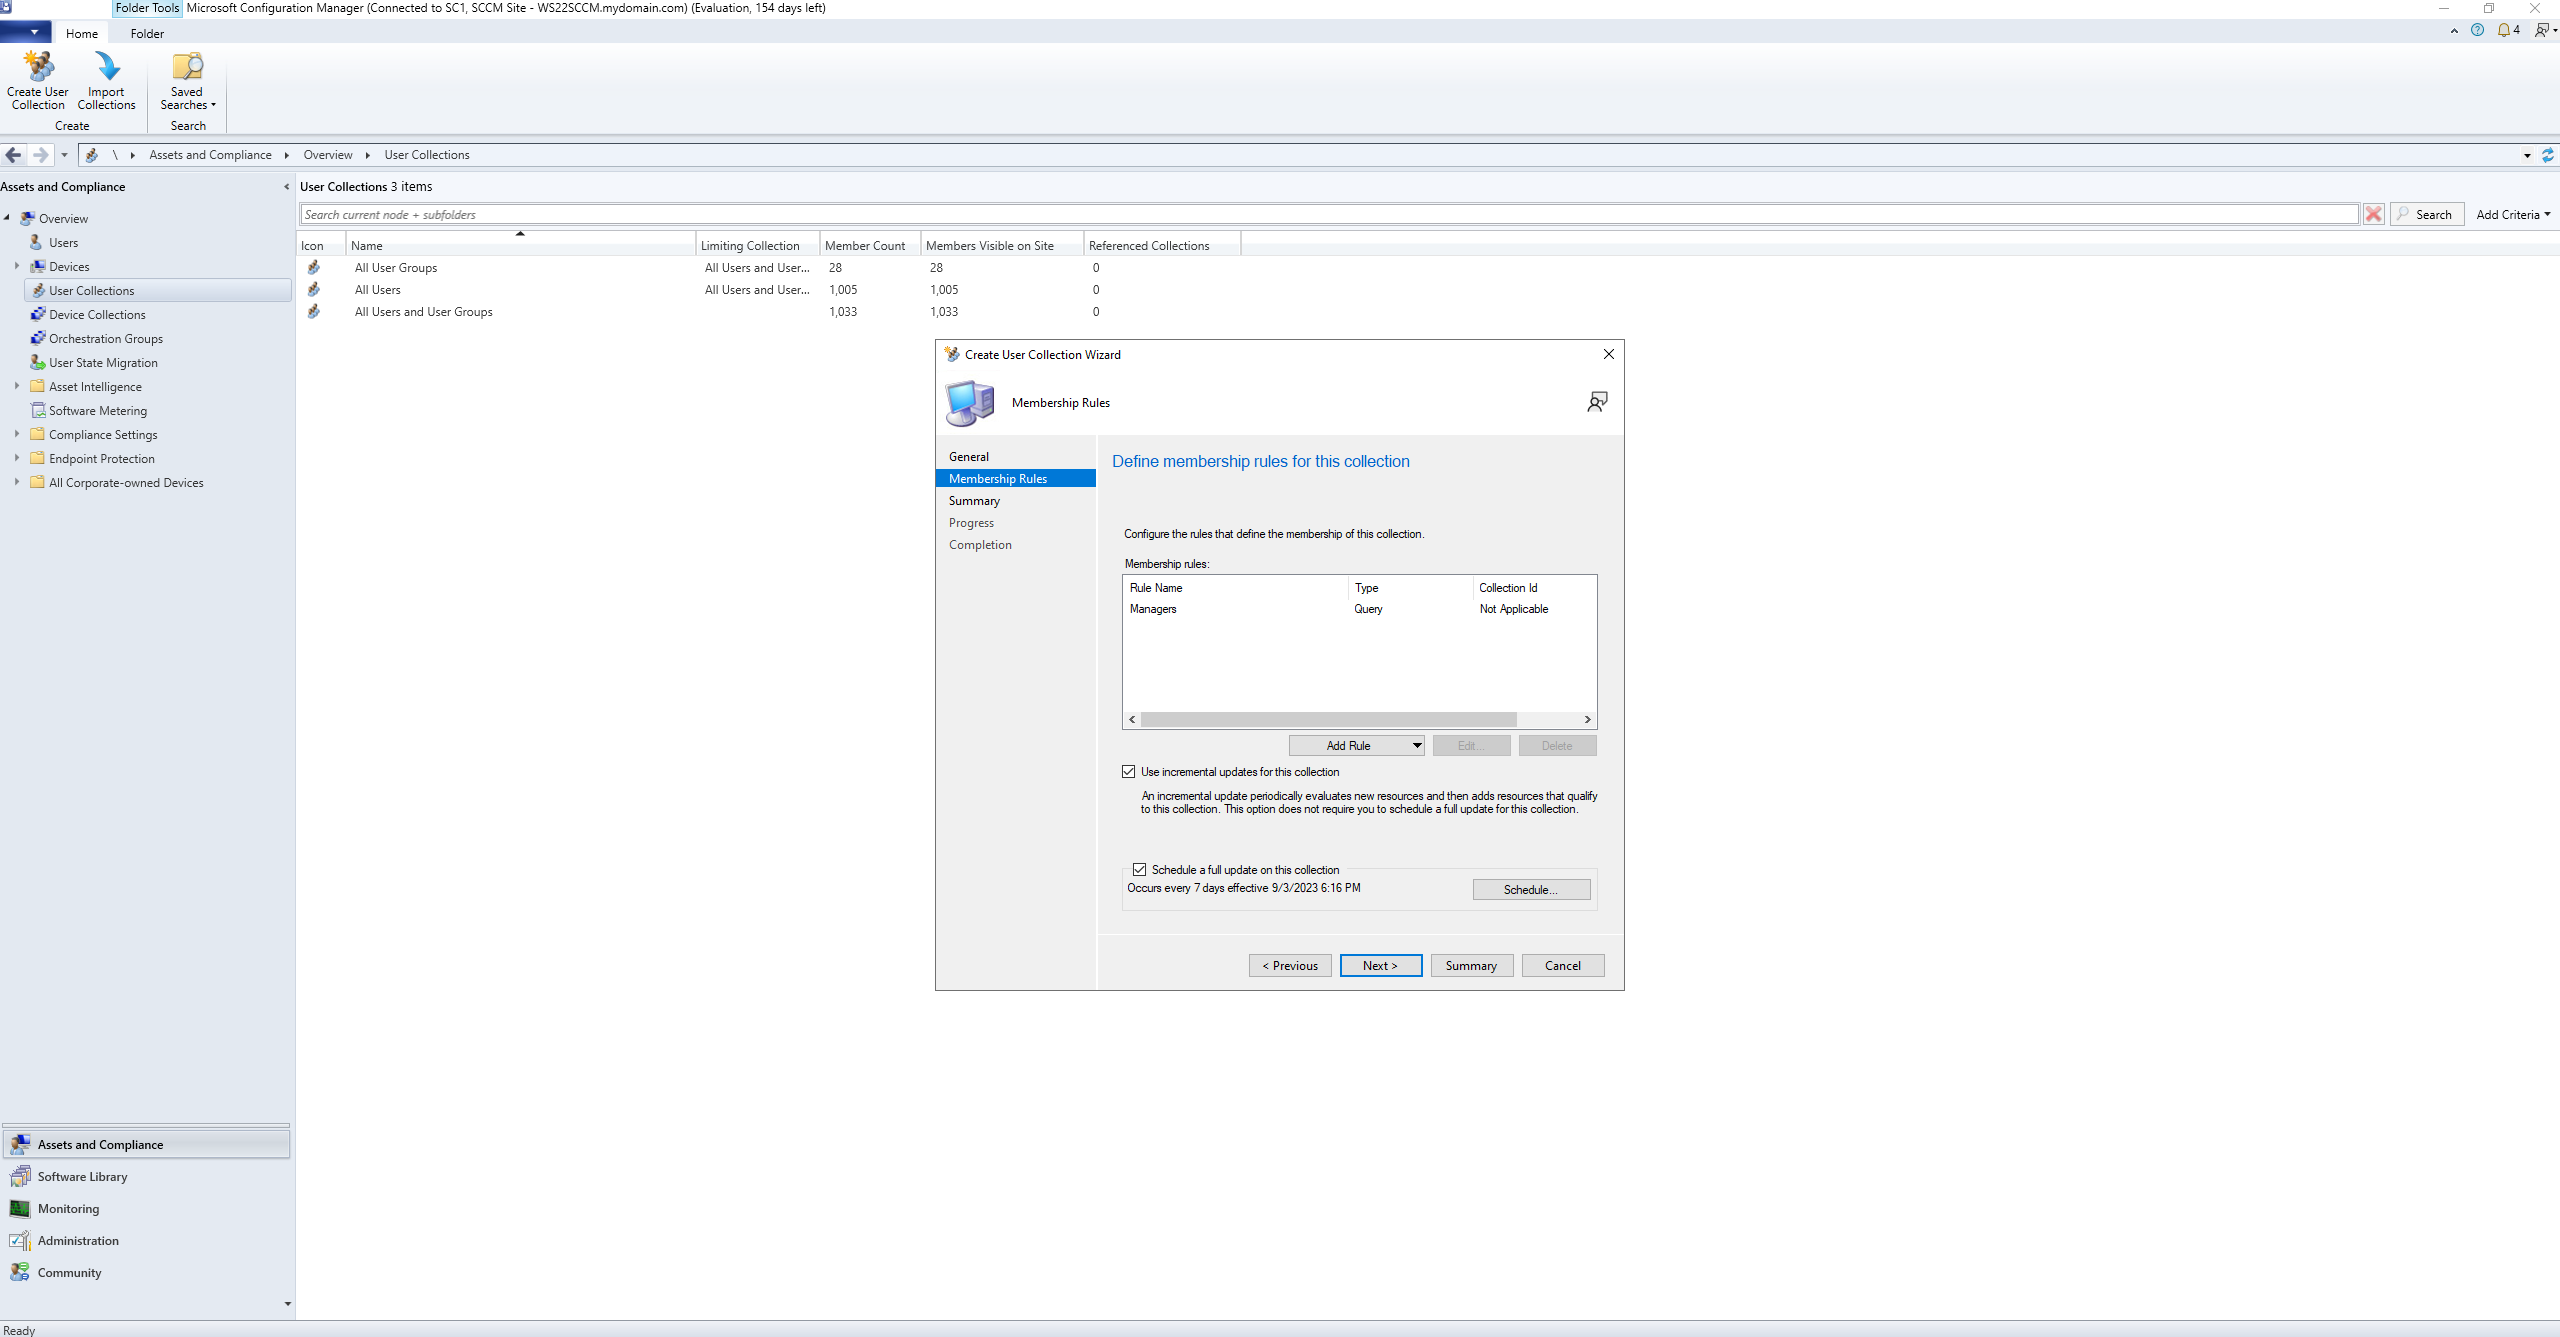 Folder Tools Microsoft Configuration Manager (Connected to SC1, SCCM Site - WS22SCCM.mydomain.com) (Evaluation, 154 days left)
Home Folder
4
Create User Collection
Import Collections
Saved Searches
Create Search
\ Assets and Compliance Overview User Collections
Assets and Compliance
Overview
Users
Devices
User Collections
Device Collections
Orchestration Groups
User State Migration
Asset Intelligence
Software Metering
Compliance Settings
Endpoint Protection
All Corporate-owned Devices
Assets and Compliance
Software Library
Monitoring
Administration
Community
User Collections 3 items
Search current node + subfolders Search Add Criteria
Icon Name Limiting Collection Member Count Members Visible on Site Referenced Collections
All User Groups All Users and User... 28 28 0
All Users All Users and User... 1,005 1,005 0
All Users and User Groups 1,033 1,033 0
Create User Collection Wizard
Membership Rules
General
Membership Rules
Summary
Progress
Completion
Define membership rules for this collection
Configure the rules that define the membership of this collection.
Membership rules:
Rule Name Type Collection Id
Managers Query Not Applicable
Add Rule Edit... Delete
Use incremental updates for this collection
An incremental update periodically evaluates new resources and then adds resources that qualify
to this collection. This option does not require you to schedule a full update for this collection.
Schedule a full update on this collection
Occurs every 7 days effective 9/3/2023 6:16 PM Schedule...
< Previous Next > Summary Cancel
Ready